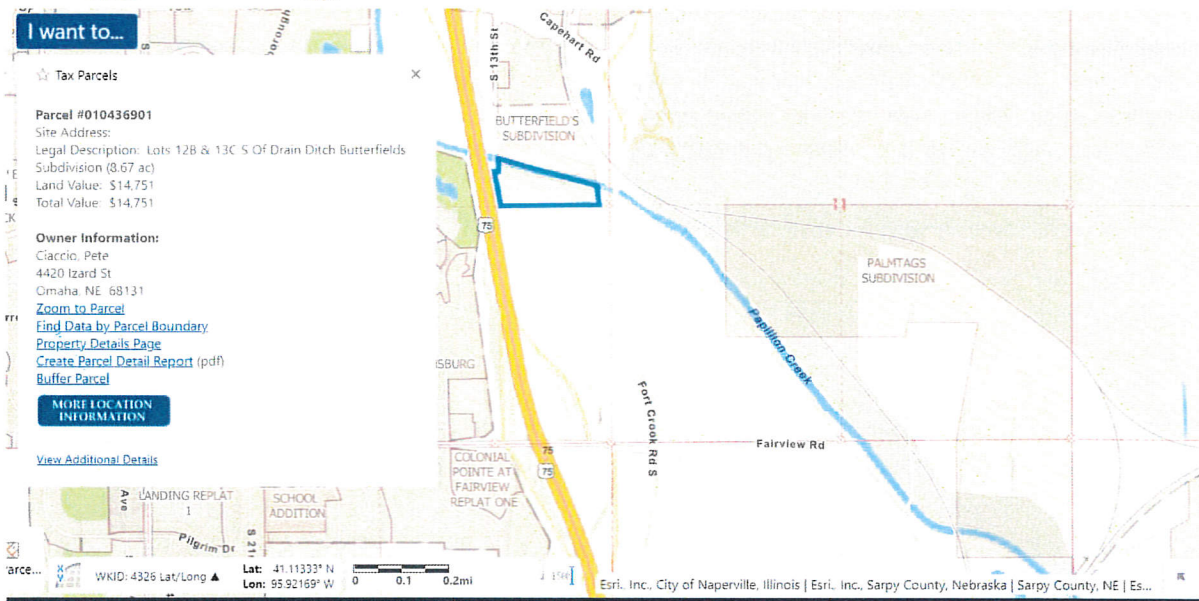 I want to...
Tax Parcels
Parcel #010436901
Site Address:
Legal Description: Lots 12B & 13C S Of Drain Ditch Butterfields
Subdivision (8.67 ac)
Land Value: $14,751
Total Value: $14,751
Owner Information:
Ciaccio, Pete
4420 Izard St
Omaha, NE 68131
Zoom to Parcel
Find Data by Parcel Boundary
Property Details Page
Create Parcel Detail Report (pdf)
Buffer Parcel
MORE LOCATION
INFORMATION
View Additional Details
S 13th St
Capehart Rd
BUTTERFIELD'S
SUBDIVISION
75
PALMTAGS
SUBDIVISION
Papillion Creek
Fort Crook Rd S
Fairview Rd
75
75
COLONIAL
POINTE AT
FAIRVIEW
REPLAT ONE
LANDING REPLAT
1
SCHOOL
ADDITION
Ave
Pilgrim Dr
WKID: 4326 Lat/Long
Lat: 41.11333° N
Lon: 95.92169° W
0 0.1 0.2mi
Esri, Inc., City of Naperville, Illinois | Esri, Inc., Sarpy County, Nebraska | Sarpy County, NE | Es...